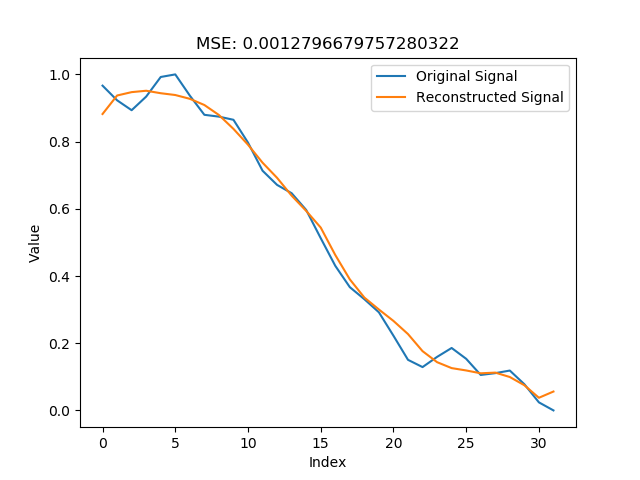 MSE: 0.0012796679757280322
Original Signal
Reconstructed Signal
1.0
0.8
0.6
0.4
0.2
0.0
Value
0 5 10 15 20 25 30
Index